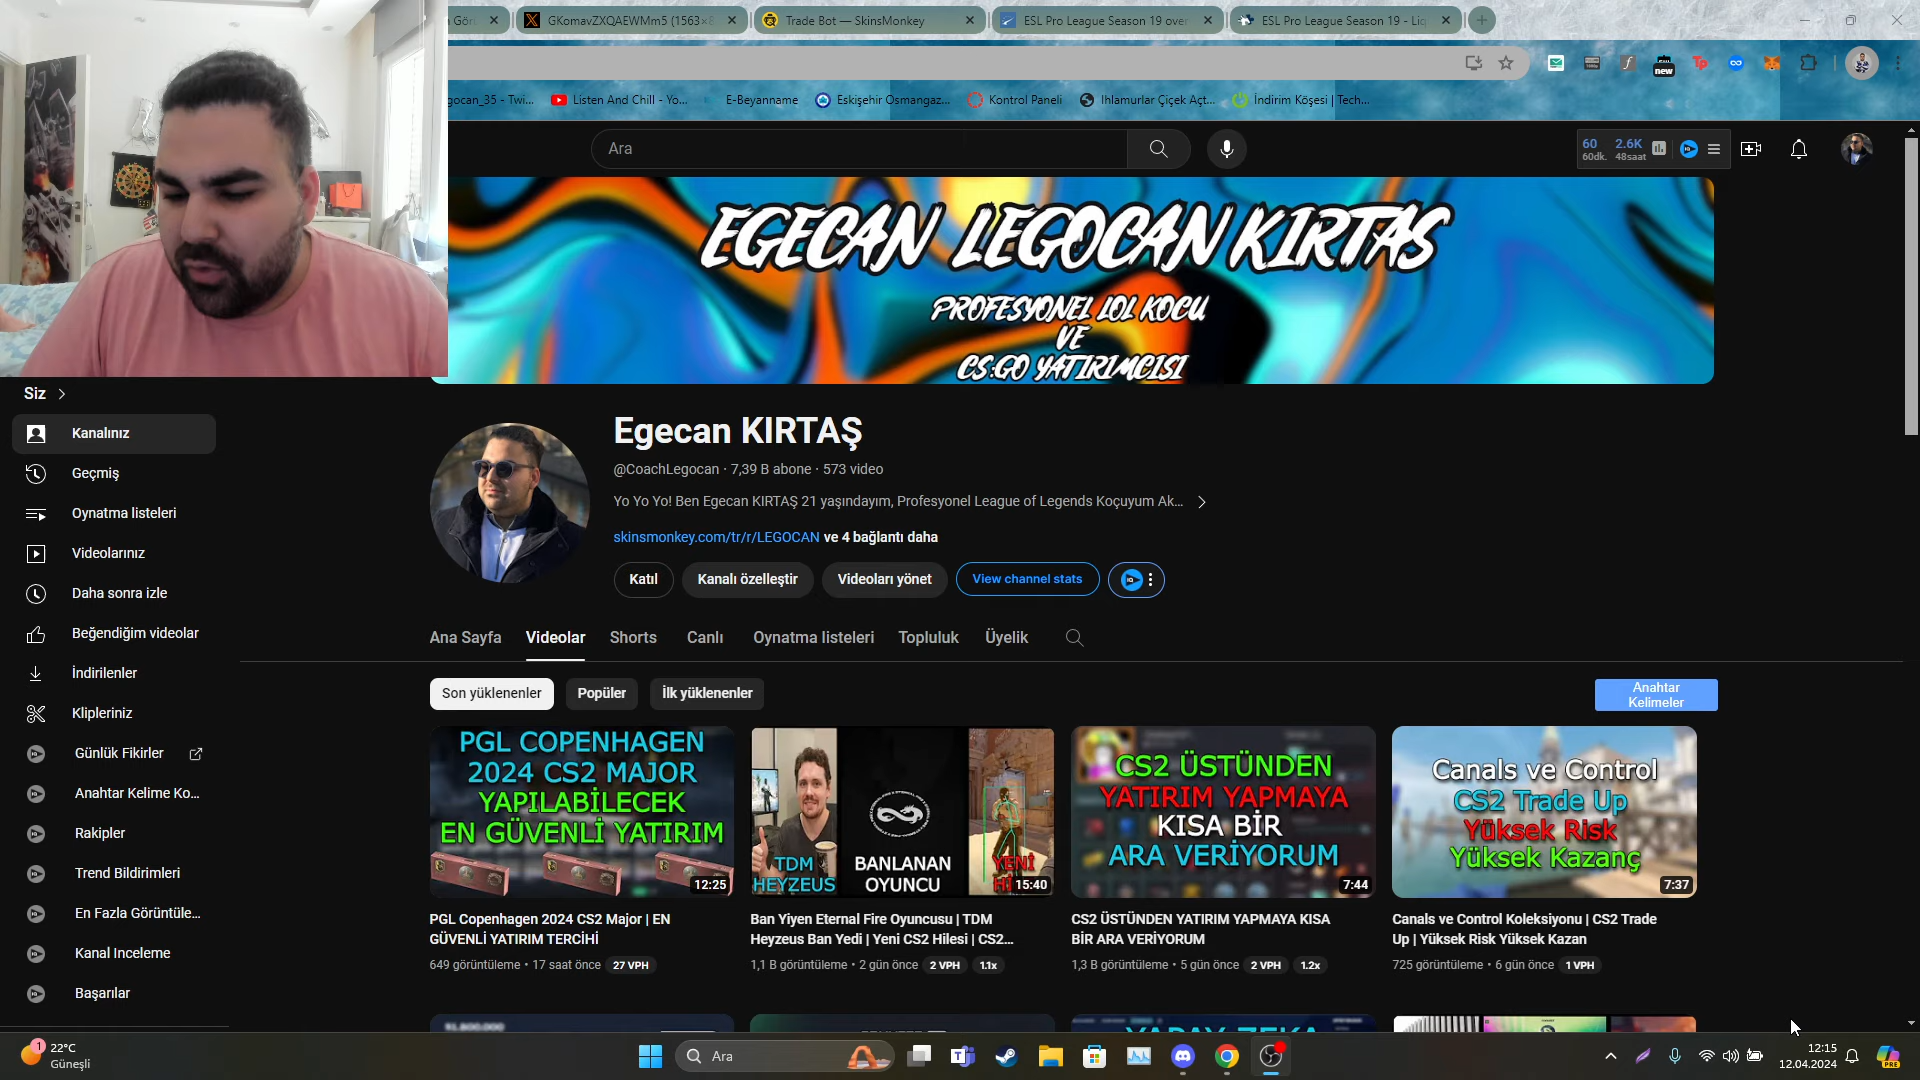 GKomavZXQAEWMm5 (1563×8
Trade Bot — SkinsMonkey
ESL Pro League Season 19 over
ESL Pro League Season 19 - Liq
new
gocan_35 - Twi...
Listen And Chill - Yo...
E-Beyanname
Eskişehir Osmangaz...
Kontrol Paneli
Ihlamurlar Çiçek Açt...
İndirim Köşesi | Tech...
Ara
60 2.6K
60dk. 48saat
EGECAN LEGOCAN KIRTAS
PROFESYONEL LOL KOCU
VE
CS:GO YATIRIMCISI
Siz
Kanalınız
Geçmiş
Oynatma listeleri
Videolarınız
Daha sonra izle
Beğendiğim videolar
İndirilenler
Klipleriniz
Günlük Fikirler
Anahtar Kelime Ko...
Rakipler
Trend Bildirimleri
En Fazla Görüntüle...
Kanal Inceleme
Başarılar
Egecan KIRTAŞ
@CoachLegocan · 7,39 B abone · 573 video
Yo Yo Yo! Ben Egecan KIRTAŞ 21 yaşındayım, Profesyonel League of Legends Koçuyum Ak...
skinsmonkey.com/tr/r/LEGOCAN ve 4 bağlantı daha
Katıl
Kanalı özelleştir
Videoları yönet
View channel stats
Ana Sayfa
Videolar
Shorts
Canlı
Oynatma listeleri
Topluluk
Üyelik
Son yüklenenler
Popüler
İlk yüklenenler
Anahtar
Kelimeler
PGL COPENHAGEN
2024 CS2 MAJOR
YAPILABİLECEK
EN GÜVENLİ YATIRIM
12:25
PGL Copenhagen 2024 CS2 Major | EN
GÜVENLİ YATIRIM TERCİHİ
649 görüntüleme • 17 saat önce 27 VPH
TDM
HEYZEUS
BANLANAN
OYUNCU
YENİ
15:40
Ban Yiyen Eternal Fire Oyuncusu | TDM
Heyzeus Ban Yedi | Yeni CS2 Hilesi | CS2...
1,1 B görüntüleme • 2 gün önce 2 VPH 1.1x
CS2 ÜSTÜNDEN
YATIRIM YAPMAYA
KISA BİR
ARA VERİYORUM
7:44
CS2 ÜSTÜNDEN YATIRIM YAPMAYA KISA
BİR ARA VERİYORUM
1,3 B görüntüleme • 5 gün önce 2 VPH 1.2x
Canals ve Control
CS2 Trade Up
Yüksek Risk
Yüksek Kazanç
7:37
Canals ve Control Koleksiyonu | CS2 Trade
Up | Yüksek Risk Yüksek Kazan
725 görüntüleme • 6 gün önce 1 VPH
YAPAY ZEKA
1
22°C
Güneşli
Ara
12:15
12.04.2024
PRE